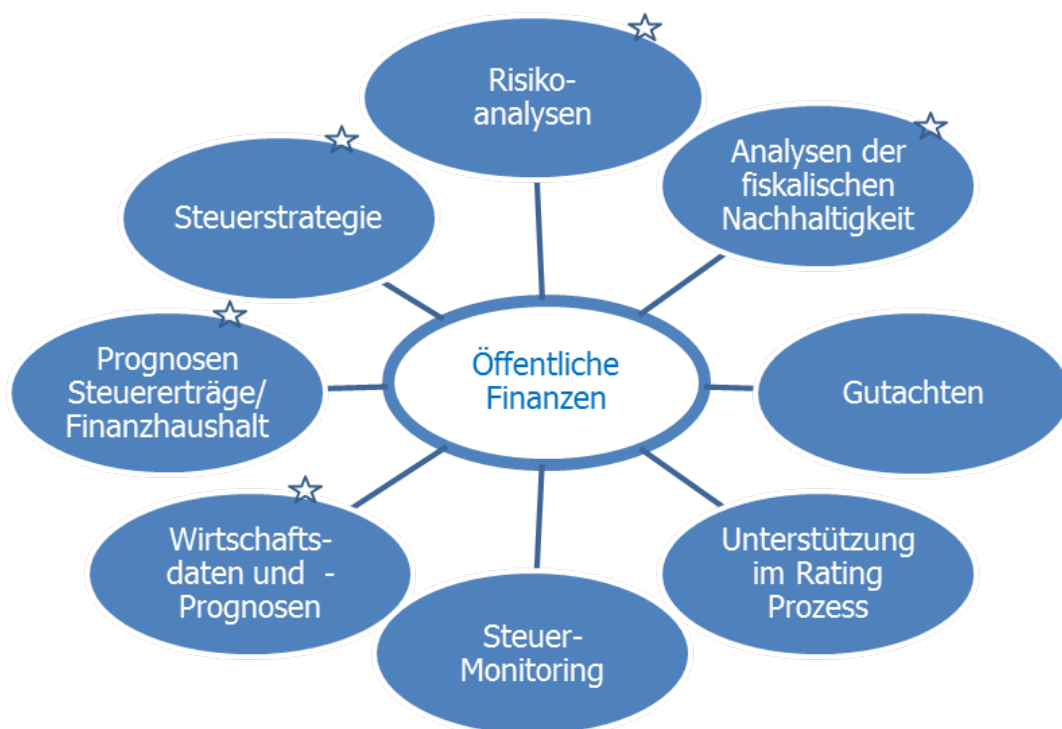 Risiko-
analysen
Analysen der
fiskalischen
Nachhaltigkeit
Steuerstrategie
Prognosen
Steuererträge/
Finanzhaushalt
Öffentliche
Finanzen
Gutachten
Wirtschafts-
daten und -
Prognosen
Unterstützung
im Rating
Prozess
Steuer-
Monitoring